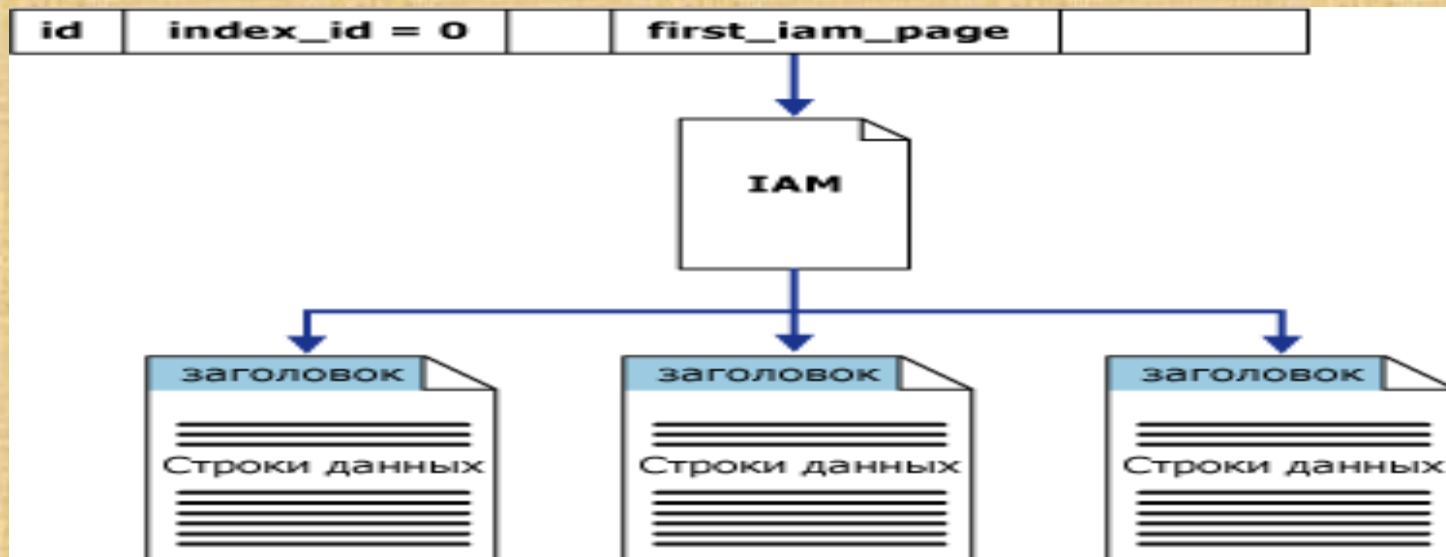 id index_id = 0 first_iam_page
IAM
заголовок заголовок заголовок
Строки данных Строки данных Строки данных